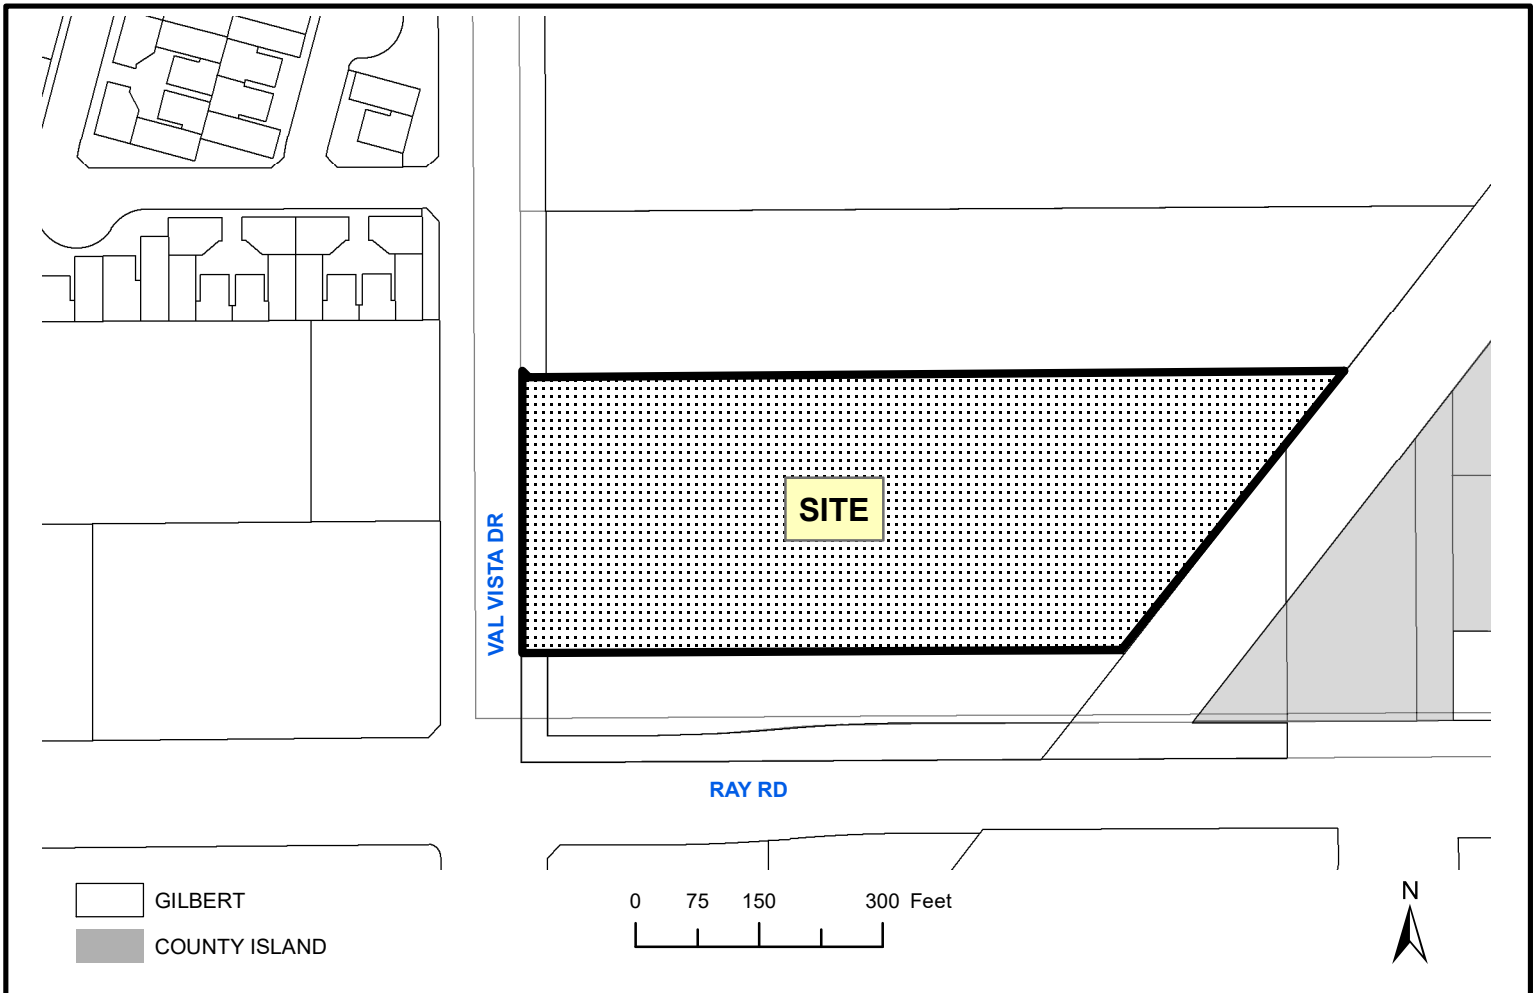 SITE
VAL VISTA DR
RAY RD
GILBERT
COUNTY ISLAND
0 75 150 300 Feet
N